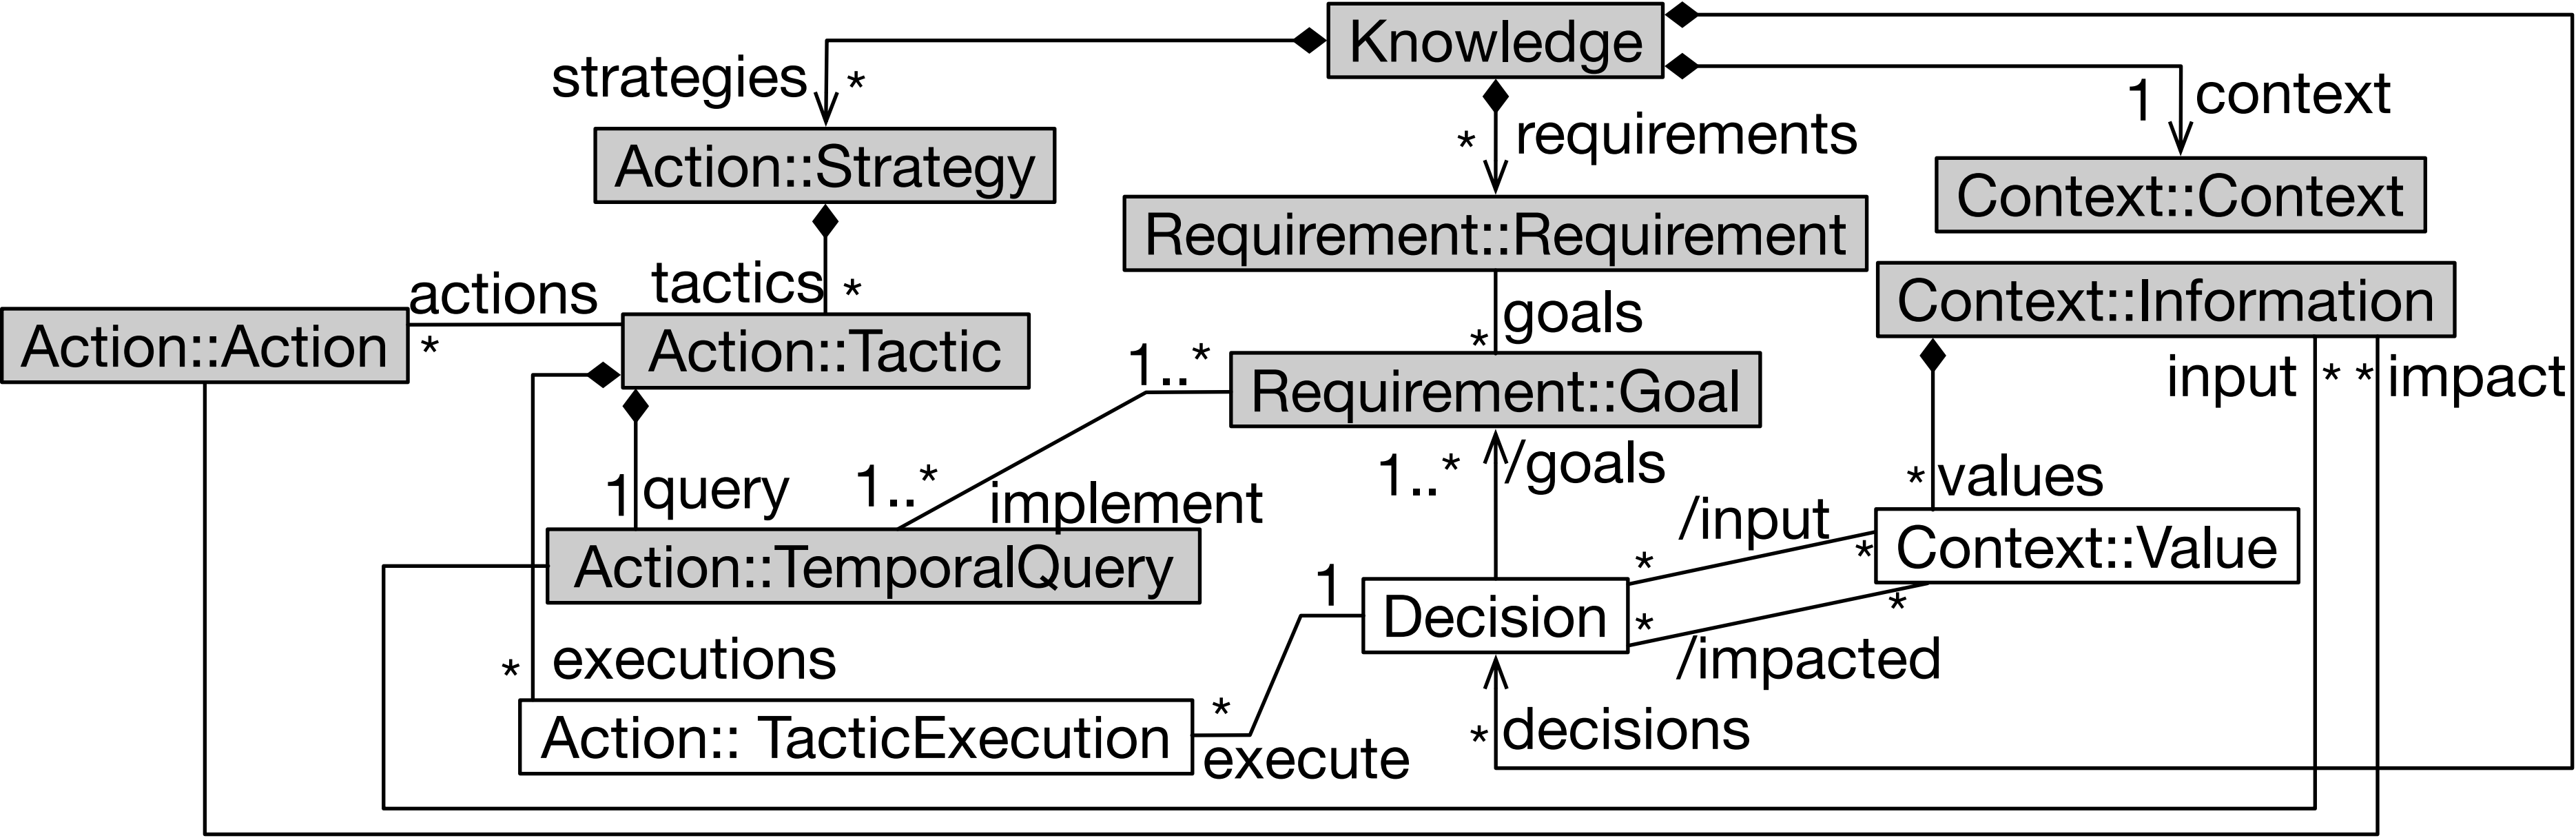 Knowledge
strategies *
1 context
* requirements
Action::Strategy
Context::Context
Requirement::Requirement
actions
tactics *
Context::Information
goals
*
Action::Action
*
Action::Tactic
1..*
Requirement::Goal
input * * impact
1 query
1..*
implement
1..* /goals
* values
/input
Action::TemporalQuery
*
* Context::Value
1
Decision
*
*
/impacted
* executions
Action:: TacticExecution
*
execute
* decisions